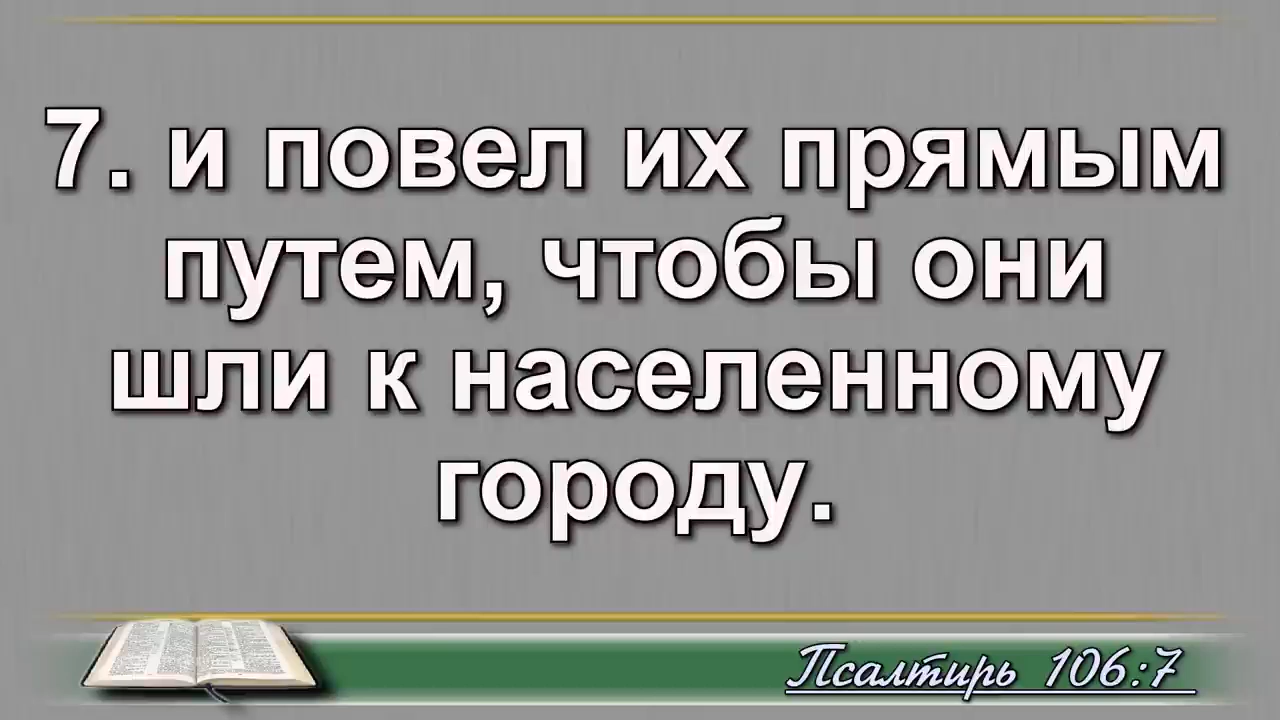 7. и повел их прямым
путем, чтобы они
шли к населенному
городу.
Псалтирь 106:7